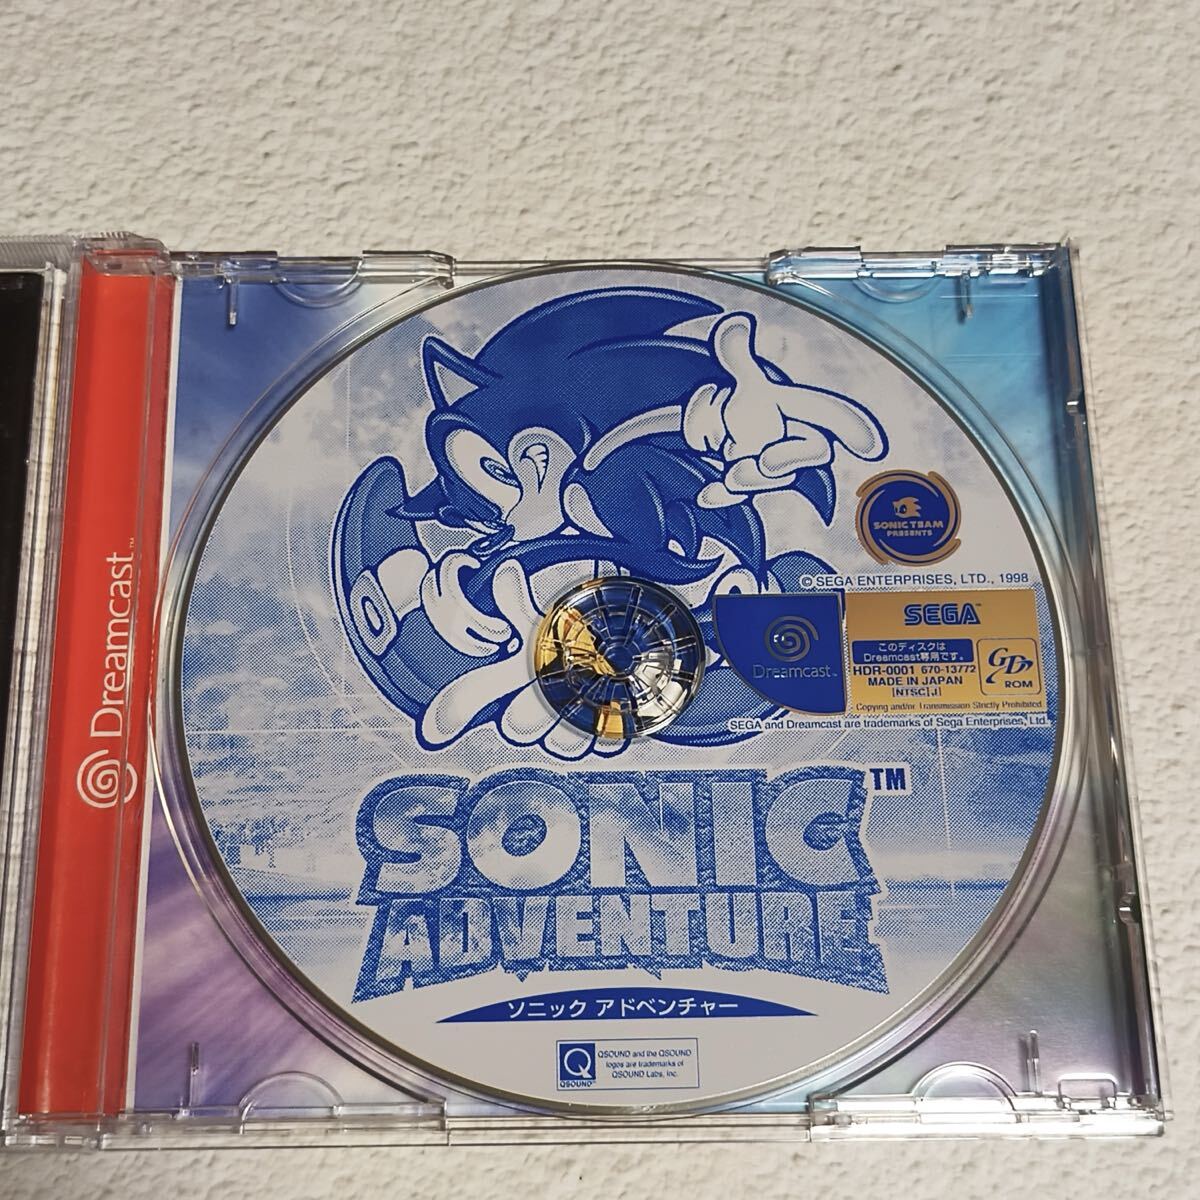 Dreamcast™
SONIC TEAM
PRESENTS
© SEGA ENTERPRISES, LTD., 1998
SEGA™
このディスクは
Dreamcast専用です。
HDR-0001 670-13772
MADE IN JAPAN
NTSC J
GD
ROM
Dreamcast™
Copying and/or Transmission Strictly Prohibited.
SEGA and Dreamcast are trademarks of Sega Enterprises, Ltd.
SONIC™
ADVENTURE
ソニック アドベンチャー
Q
QSOUND™
QSOUND and the QSOUND
logos are trademarks of
QSOUND Labs, Inc.